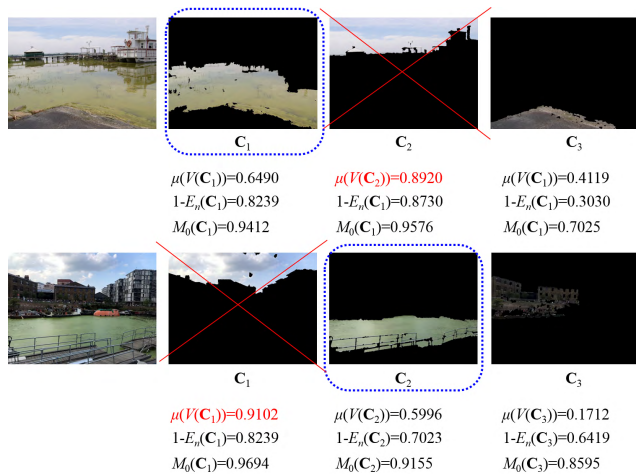 C1 C2 C3
μ(V(C1))=0.6490 μ(V(C2))=0.8920 μ(V(C1))=0.4119
1-En(C1)=0.8239 1-En(C1)=0.8730 1-En(C1)=0.3030
M0(C1)=0.9412 M0(C1)=0.9576 M0(C1)=0.7025
C1 C2 C3
μ(V(C1))=0.9102 μ(V(C2))=0.5996 μ(V(C3))=0.1712
1-En(C1)=0.8239 1-En(C2)=0.7023 1-En(C3)=0.6419
M0(C1)=0.9694 M0(C2)=0.9155 M0(C3)=0.8595